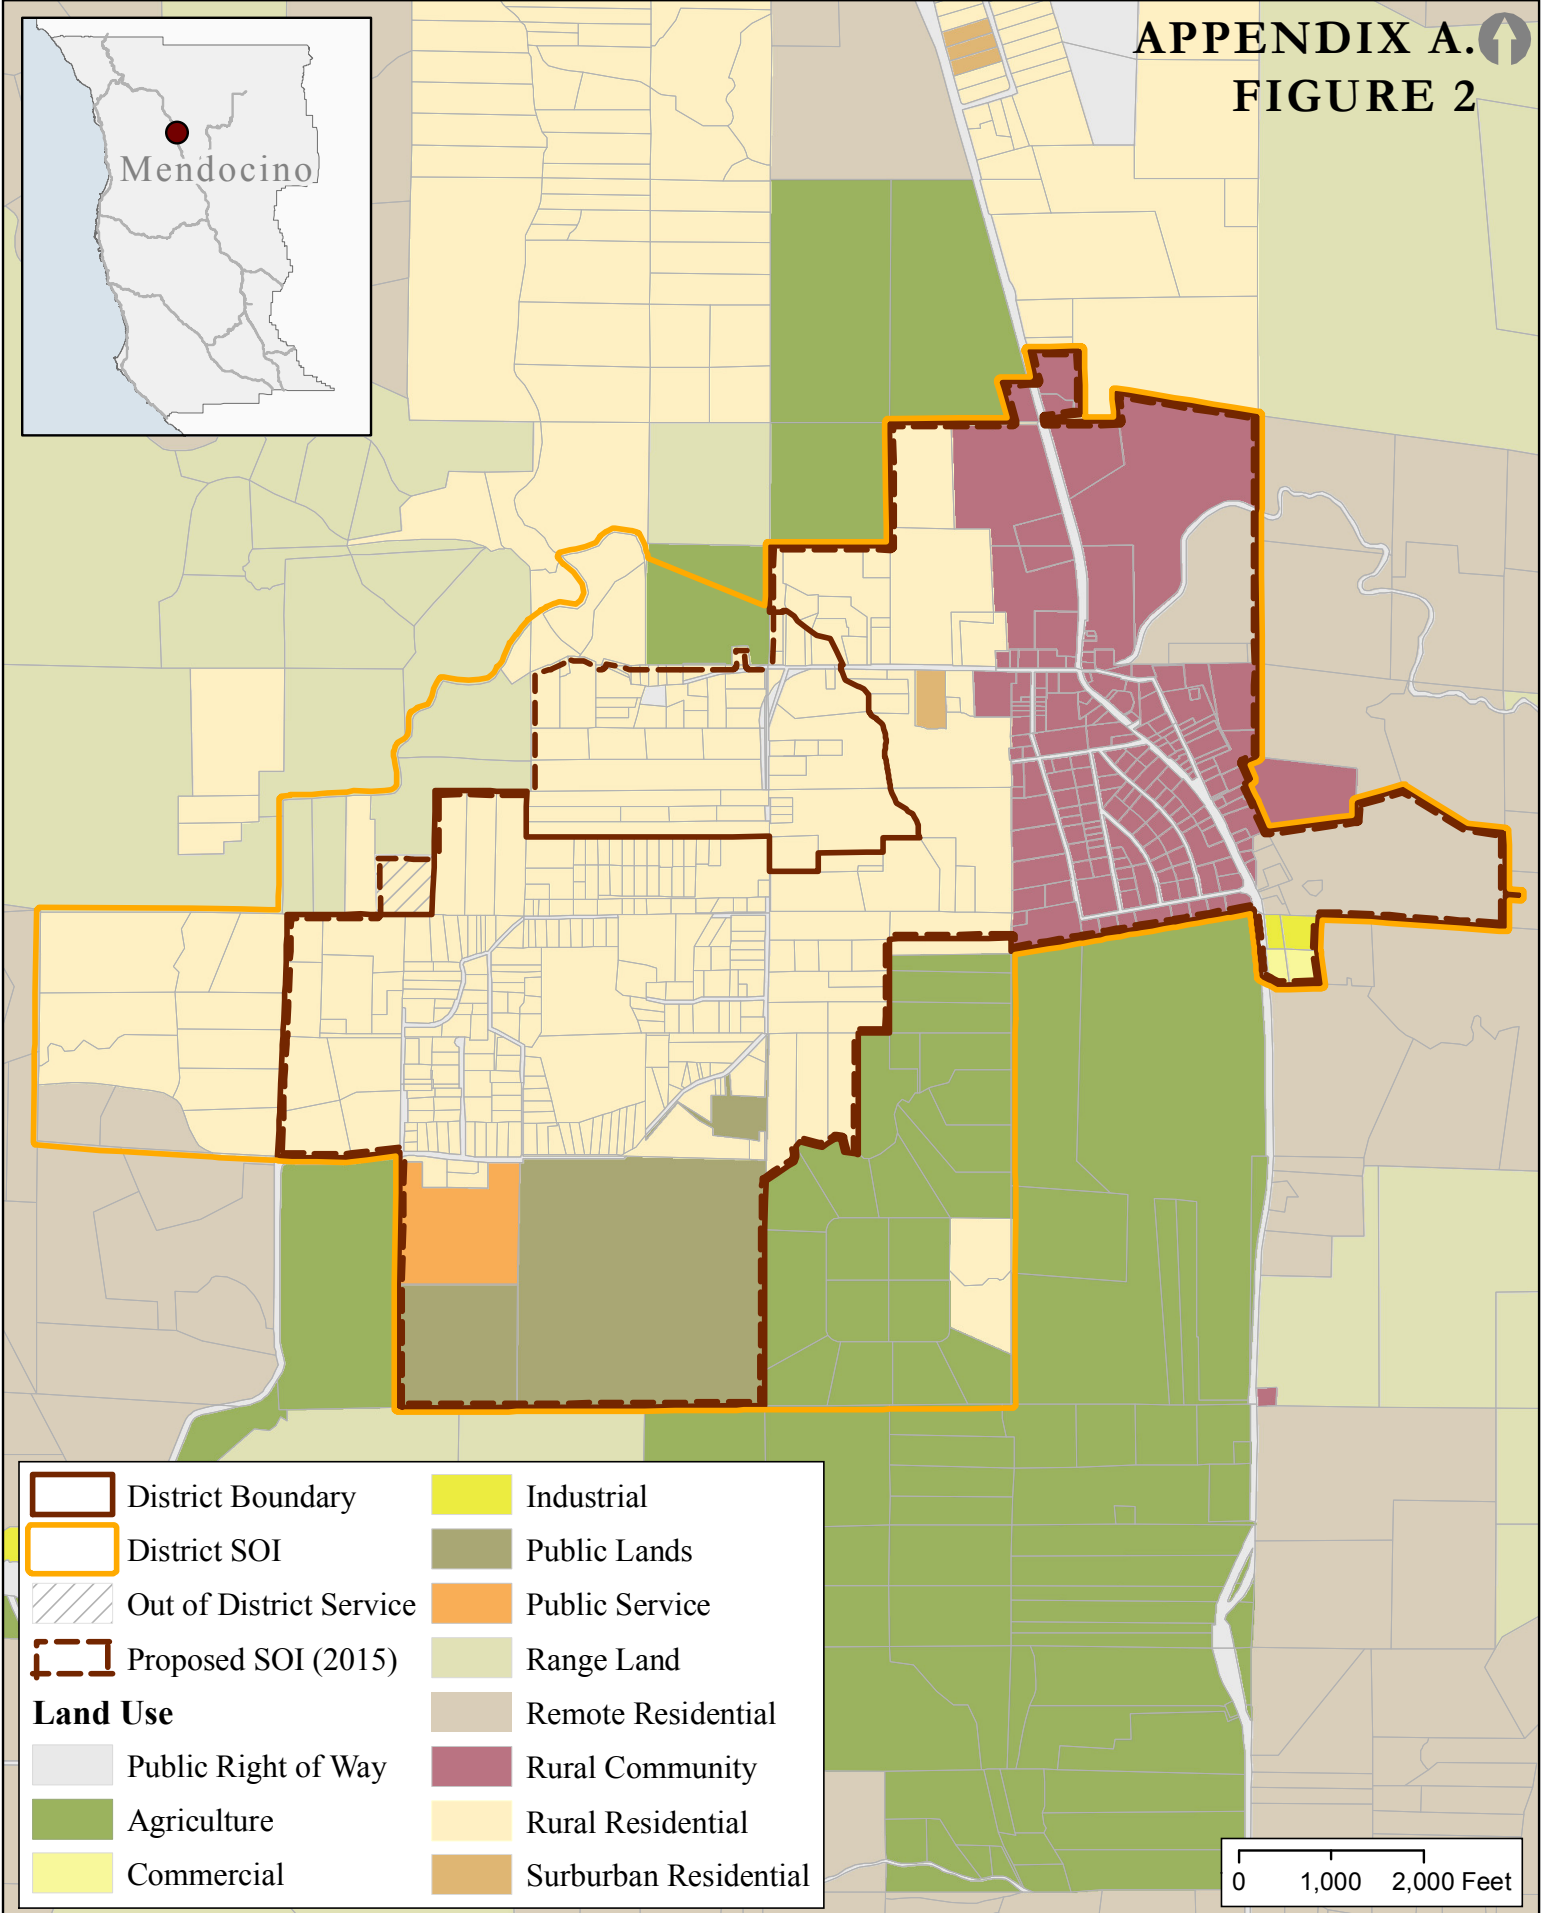 APPENDIX A.
FIGURE 2
Mendocino
District Boundary
District SOI
Out of District Service
Proposed SOI (2015)
Land Use
Public Right of Way
Agriculture
Commercial
Industrial
Public Lands
Public Service
Range Land
Remote Residential
Rural Community
Rural Residential
Surburban Residential
0 1,000 2,000 Feet